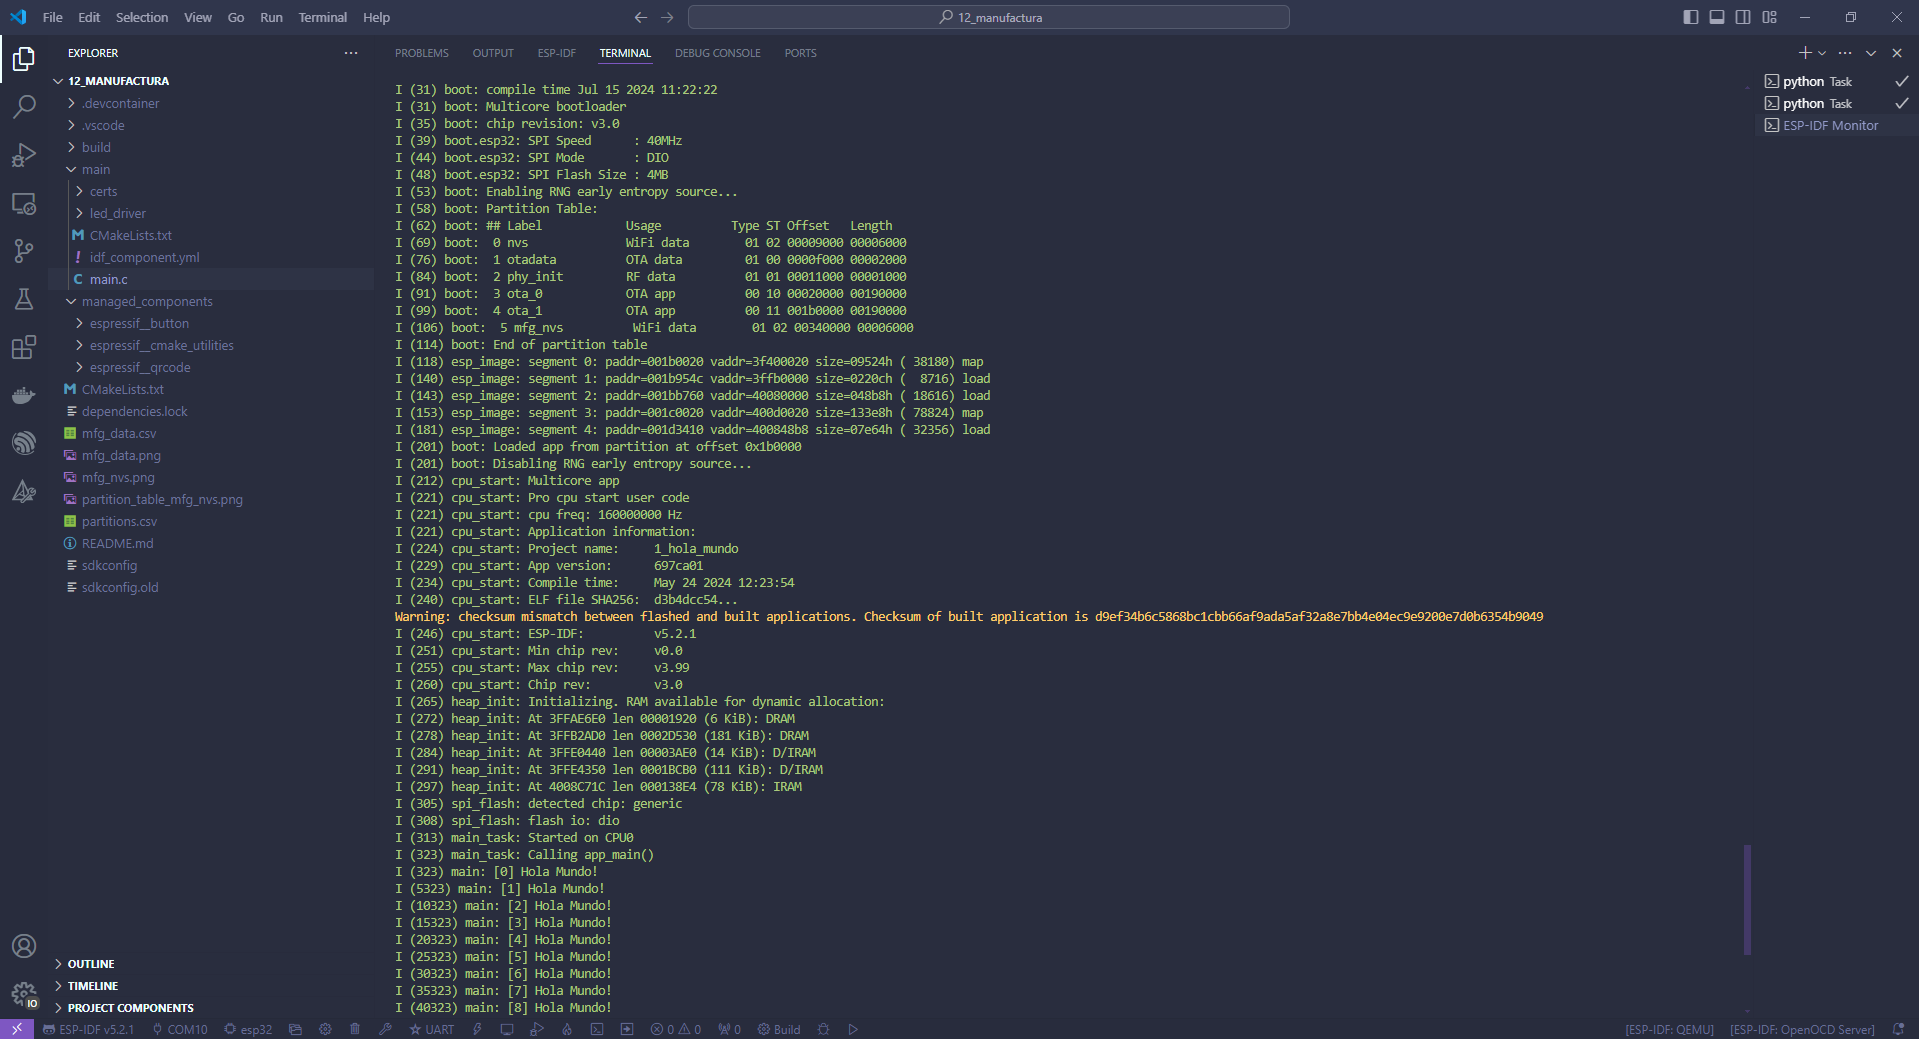 File Edit Selection View Go Run Terminal Help
12_manufactura
EXPLORER
12_MANUFACTURA
.devcontainer
.vscode
build
main
certs
led_driver
CMakeLists.txt
idf_component.yml
main.c
managed_components
espressif__button
espressif__cmake_utilities
espressif__qrcode
CMakeLists.txt
dependencies.lock
mfg_data.csv
mfg_data.png
mfg_nvs.png
partition_table_mfg_nvs.png
partitions.csv
README.md
sdkconfig
sdkconfig.old
OUTLINE
TIMELINE
PROJECT COMPONENTS
PROBLEMS OUTPUT ESP-IDF TERMINAL DEBUG CONSOLE PORTS
I (31) boot: compile time Jul 15 2024 11:22:22
I (31) boot: Multicore bootloader
I (35) boot: chip revision: v3.0
I (39) boot.esp32: SPI Speed      : 40MHz
I (44) boot.esp32: SPI Mode       : DIO
I (48) boot.esp32: SPI Flash Size : 4MB
I (53) boot: Enabling RNG early entropy source...
I (58) boot: Partition Table:
I (62) boot: ## Label            Usage          Type ST Offset   Length
I (69) boot:  0 nvs              WiFi data        01 02 00009000 00006000
I (76) boot:  1 otadata          OTA data         01 00 0000f000 00002000
I (84) boot:  2 phy_init         RF data          01 01 00011000 00001000
I (91) boot:  3 ota_0            OTA app          00 10 00020000 00190000
I (99) boot:  4 ota_1            OTA app          00 11 001b0000 00190000
I (106) boot:  5 mfg_nvs          WiFi data        01 02 00340000 00006000
I (114) boot: End of partition table
I (118) esp_image: segment 0: paddr=001b0020 vaddr=3f400020 size=09524h ( 38180) map
I (140) esp_image: segment 1: paddr=001b954c vaddr=3ffb0000 size=0220ch (  8716) load
I (143) esp_image: segment 2: paddr=001bb760 vaddr=40080000 size=048b8h ( 18616) load
I (153) esp_image: segment 3: paddr=001c0020 vaddr=400d0020 size=133e8h ( 78824) map
I (181) esp_image: segment 4: paddr=001d3410 vaddr=400848b8 size=07e64h ( 32356) load
I (201) boot: Loaded app from partition at offset 0x1b0000
I (201) boot: Disabling RNG early entropy source...
I (212) cpu_start: Multicore app
I (221) cpu_start: Pro cpu start user code
I (221) cpu_start: cpu freq: 160000000 Hz
I (221) cpu_start: Application information:
I (224) cpu_start: Project name:     1_hola_mundo
I (229) cpu_start: App version:      697ca01
I (234) cpu_start: Compile time:     May 24 2024 12:23:54
I (240) cpu_start: ELF file SHA256:  d3b4dcc54...
Warning: checksum mismatch between flashed and built applications. Checksum of built application is d9ef34b6c5868bc1cbb66af9ada5af32a8e7bb4e04ec9e9200e7d0b6354b9049
I (246) cpu_start: ESP-IDF:          v5.2.1
I (251) cpu_start: Min chip rev:     v0.0
I (255) cpu_start: Max chip rev:     v3.99
I (260) cpu_start: Chip rev:         v3.0
I (265) heap_init: Initializing. RAM available for dynamic allocation:
I (272) heap_init: At 3FFAE6E0 len 00001920 (6 KiB): DRAM
I (278) heap_init: At 3FFB2AD0 len 0002D530 (181 KiB): DRAM
I (284) heap_init: At 3FFE0440 len 00003AE0 (14 KiB): D/IRAM
I (291) heap_init: At 3FFE4350 len 0001BCB0 (111 KiB): D/IRAM
I (297) heap_init: At 4008C71C len 000138E4 (78 KiB): IRAM
I (305) spi_flash: detected chip: generic
I (308) spi_flash: flash io: dio
I (313) main_task: Started on CPU0
I (323) main_task: Calling app_main()
I (323) main: [0] Hola Mundo!
I (5323) main: [1] Hola Mundo!
I (10323) main: [2] Hola Mundo!
I (15323) main: [3] Hola Mundo!
I (20323) main: [4] Hola Mundo!
I (25323) main: [5] Hola Mundo!
I (30323) main: [6] Hola Mundo!
I (35323) main: [7] Hola Mundo!
I (40323) main: [8] Hola Mundo!
python Task
python Task
ESP-IDF Monitor
ESP-IDF v5.2.1 COM10 esp32 UART 0 0 0 Build [ESP-IDF: QEMU] [ESP-IDF: OpenOCD Server]